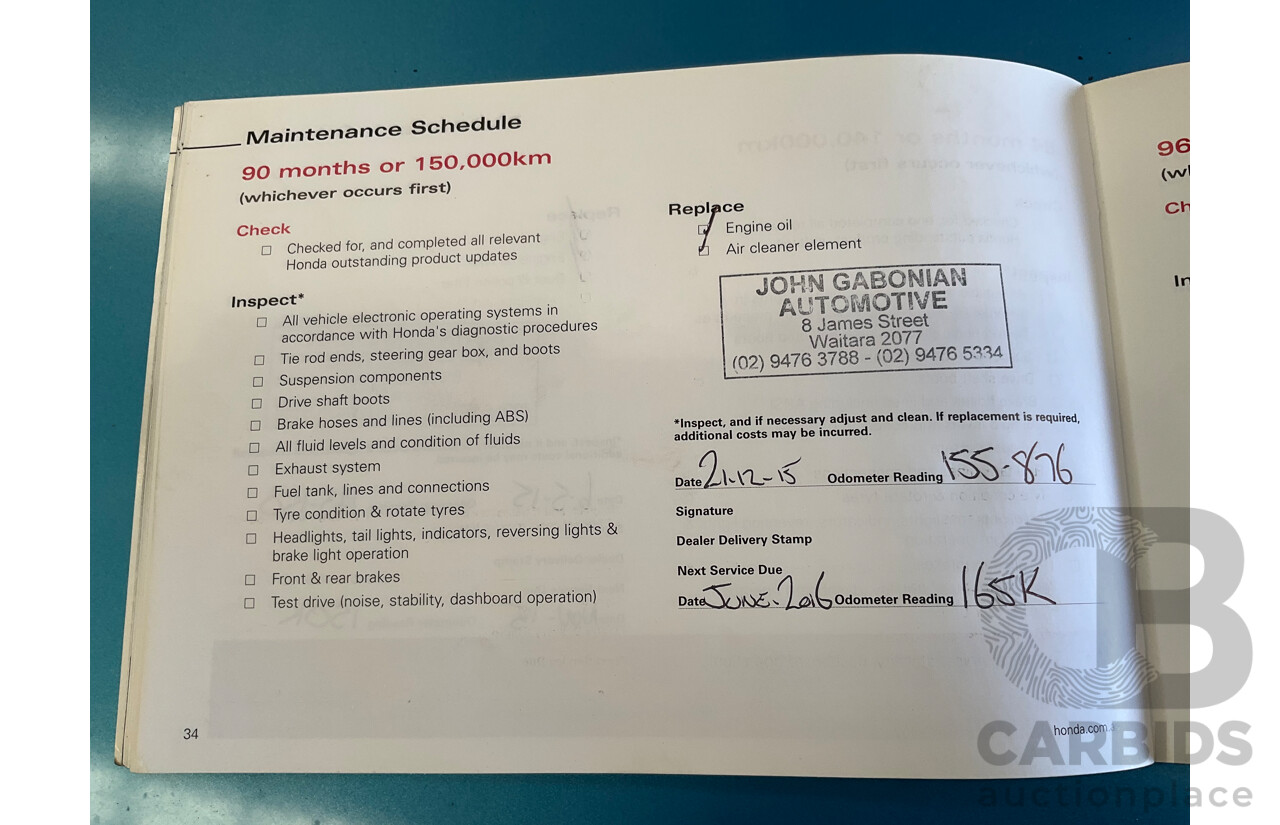 Maintenance Schedule
90 months or 150,000km
(whichever occurs first)
Check
Checked for, and completed all relevant
Honda outstanding product updates
Inspect*
All vehicle electronic operating systems in
accordance with Honda's diagnostic procedures
Tie rod ends, steering gear box, and boots
Suspension components
Drive shaft boots
Brake hoses and lines (including ABS)
All fluid levels and condition of fluids
Exhaust system
Fuel tank, lines and connections
Tyre condition & rotate tyres
Headlights, tail lights, indicators, reversing lights &
brake light operation
Front & rear brakes
Test drive (noise, stability, dashboard operation)
34
Replace
Engine oil
Air cleaner element
JOHN GABONIAN
AUTOMOTIVE
8 James Street
Waitara 2077
(02) 9476 3788 - (02) 9476 5334
*Inspect, and if necessary adjust and clean. If replacement is required,
additional costs may be incurred.
Date 21-12-15 Odometer Reading 155-876
Signature
Dealer Delivery Stamp
Next Service Due
Date JUNE-2016 Odometer Reading 165K
honda.com.
96
CARBIDS
auctionplace